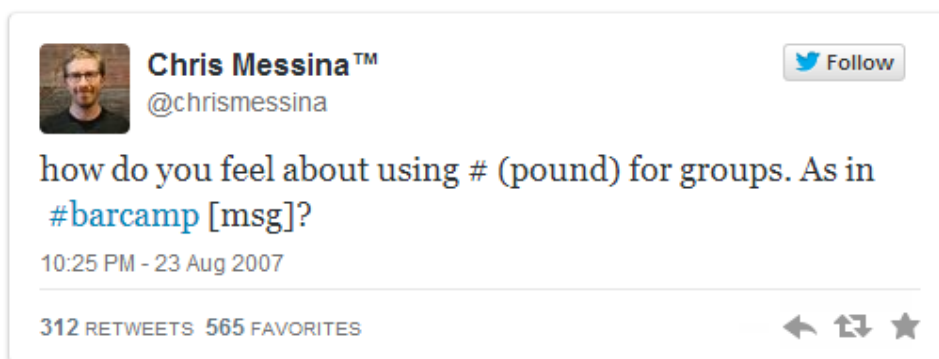 Chris Messina™
Follow
@chrismessina
how do you feel about using # (pound) for groups. As in
#barcamp [msg]?
10:25 PM - 23 Aug 2007
312 RETWEETS 565 FAVORITES